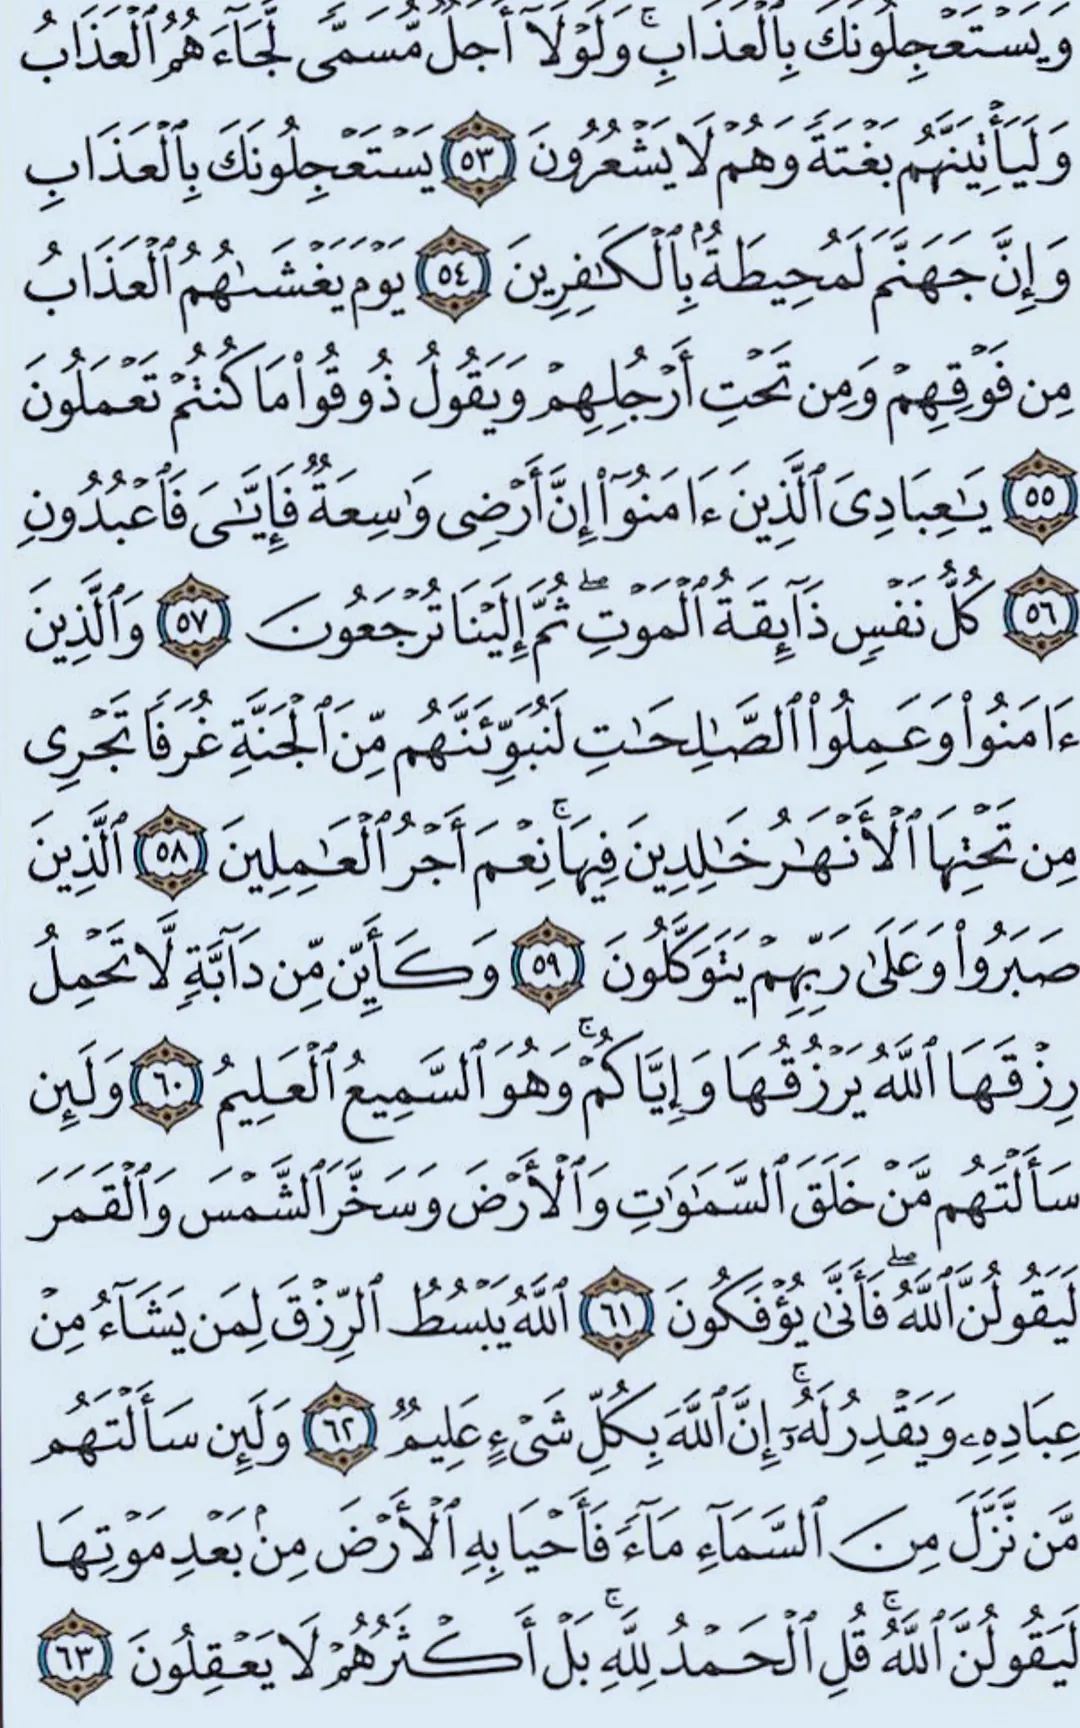 وَيَسْتَعْجِلُونَكَ بِٱلْعَذَابِ ۚ وَلَوْلَآ أَجَلٌ مُّسَمًّى لَّجَآءَهُمُ ٱلْعَذَابُ
وَلَيَأْتِيَنَّهُم بَغْتَةً وَهُمْ لَا يَشْعُرُونَ ٥٣ يَسْتَعْجِلُونَكَ بِٱلْعَذَابِ
وَإِنَّ جَهَنَّمَ لَمُحِيطَةٌۢ بِٱلْكَـٰفِرِينَ ٥٤ يَوْمَ يَغْشَىٰهُمُ ٱلْعَذَابُ
مِن فَوْقِهِمْ وَمِن تَحْتِ أَرْجُلِهِمْ وَيَقُولُ ذُوقُوا۟ مَا كُنتُمْ تَعْمَلُونَ
٥٥ يَـٰعِبَادِىَ ٱلَّذِينَ ءَامَنُوٓا۟ إِنَّ أَرْضِى وَٰسِعَةٌ فَإِيَّـٰىَ فَٱعْبُدُونِ
٥٦ كُلُّ نَفْسٍ ذَآئِقَةُ ٱلْمَوْتِ ۖ ثُمَّ إِلَيْنَا تُرْجَعُونَ ٥٧ وَٱلَّذِينَ
ءَامَنُوا۟ وَعَمِلُوا۟ ٱلصَّـٰلِحَـٰتِ لَنُبَوِّئَنَّهُم مِّنَ ٱلْجَنَّةِ غُرَفًا تَجْرِى
مِن تَحْتِهَا ٱلْأَنْهَـٰرُ خَـٰلِدِينَ فِيهَا ۚ نِعْمَ أَجْرُ ٱلْعَـٰمِلِينَ ٥٨ ٱلَّذِينَ
صَبَرُوا۟ وَعَلَىٰ رَبِّهِمْ يَتَوَكَّلُونَ ٥٩ وَكَأَيِّن مِّن دَآبَّةٍ لَّا تَحْمِلُ
رِزْقَهَا ٱللَّهُ يَرْزُقُهَا وَإِيَّاكُمْ ۚ وَهُوَ ٱلسَّمِيعُ ٱلْعَلِيمُ ٦٠ وَلَئِن
سَأَلْتَهُم مَّنْ خَلَقَ ٱلسَّمَـٰوَٰتِ وَٱلْأَرْضَ وَسَخَّرَ ٱلشَّمْسَ وَٱلْقَمَرَ
لَيَقُولُنَّ ٱللَّهُ ۖ فَأَنَّىٰ يُؤْفَكُونَ ٦١ ٱللَّهُ يَبْسُطُ ٱلرِّزْقَ لِمَن يَشَآءُ مِنْ
عِبَادِهِۦ وَيَقْدِرُ لَهُۥٓ ۚ إِنَّ ٱللَّهَ بِكُلِّ شَىْءٍ عَلِيمٌ ٦٢ وَلَئِن سَأَلْتَهُم
مَّن نَّزَّلَ مِنَ ٱلسَّمَآءِ مَآءً فَأَحْيَا بِهِ ٱلْأَرْضَ مِنۢ بَعْدِ مَوْتِهَا
لَيَقُولُنَّ ٱللَّهُ ۚ قُلِ ٱلْحَمْدُ لِلَّهِ ۚ بَلْ أَكْثَرُهُمْ لَا يَعْقِلُونَ ٦٣